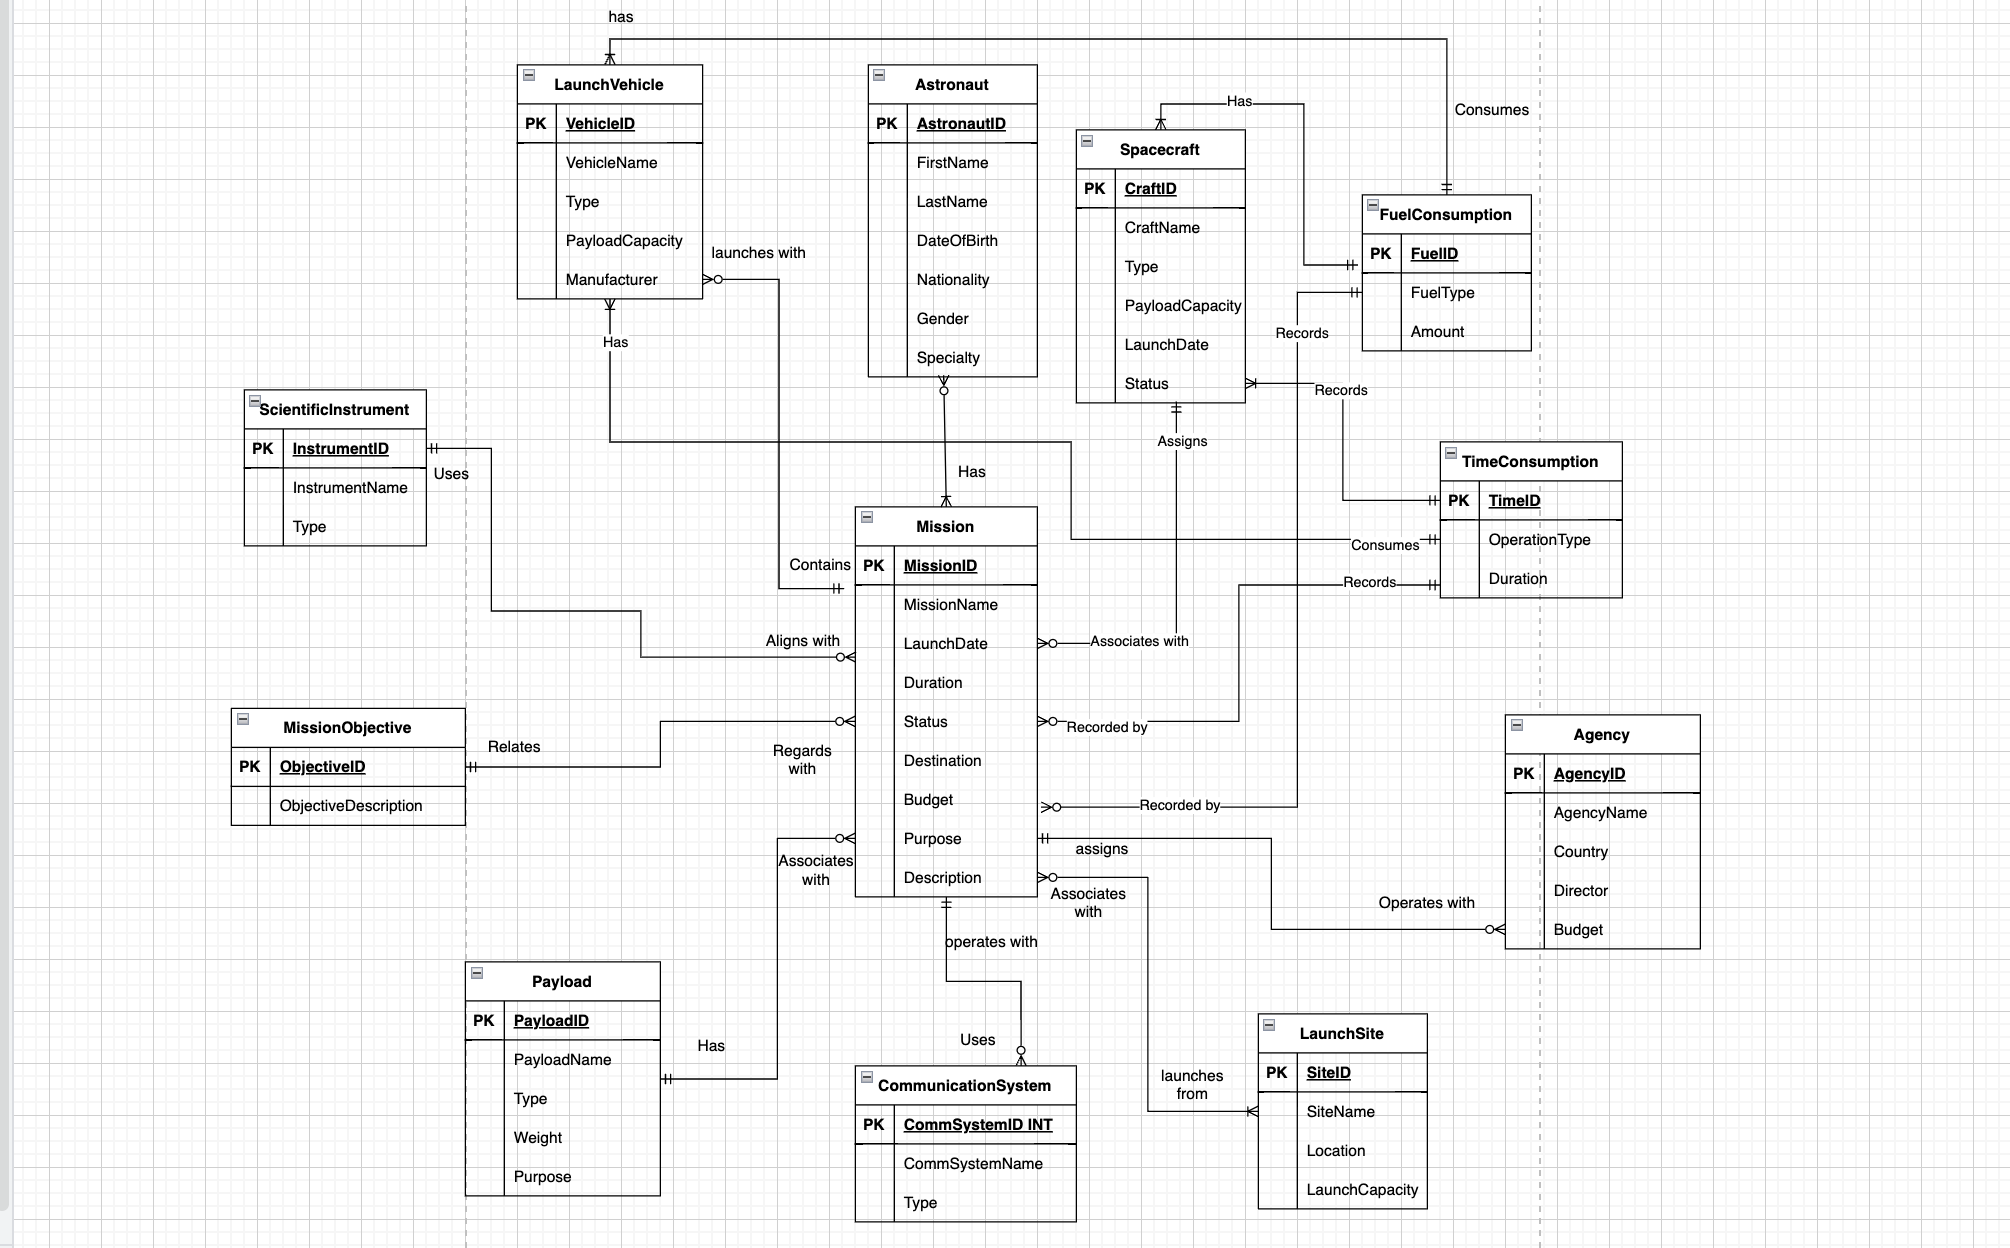 has
LaunchVehicle
PK VehicleID
VehicleName
Type
PayloadCapacity
Manufacturer
launches with
Has
Astronaut
PK AstronautID
FirstName
LastName
DateOfBirth
Nationality
Gender
Specialty
Has
Has
Spacecraft
PK CraftID
CraftName
Type
PayloadCapacity
LaunchDate
Status
Assigns
Consumes
FuelConsumption
PK FuelID
FuelType
Amount
Records
Records
ScientificInstrument
PK InstrumentID
InstrumentName
Type
Uses
TimeConsumption
PK TimeID
OperationType
Duration
Consumes
Records
Mission
PK MissionID
MissionName
LaunchDate
Duration
Status
Destination
Budget
Purpose
Description
Contains
Aligns with
Associates with
Recorded by
Recorded by
assigns
Associates
with
MissionObjective
PK ObjectiveID
ObjectiveDescription
Relates
Regards
with
Associates
with
Agency
PK AgencyID
AgencyName
Country
Director
Budget
Operates with
operates with
Payload
PK PayloadID
PayloadName
Type
Weight
Purpose
Has
Uses
CommunicationSystem
PK CommSystemID INT
CommSystemName
Type
launches
from
LaunchSite
PK SiteID
SiteName
Location
LaunchCapacity